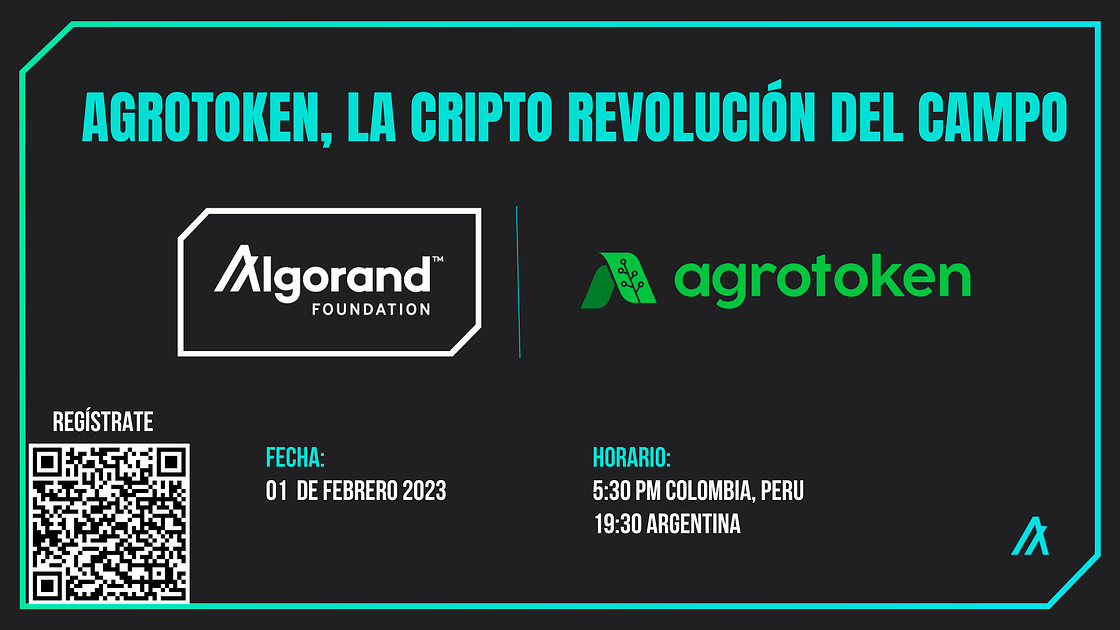 AGROTOKEN, LA CRIPTO REVOLUCIÓN DEL CAMPO
Algorand™
FOUNDATION
agrotoken
REGÍSTRATE
FECHA:
01 DE FEBRERO 2023
HORARIO:
5:30 PM COLOMBIA, PERU
19:30 ARGENTINA